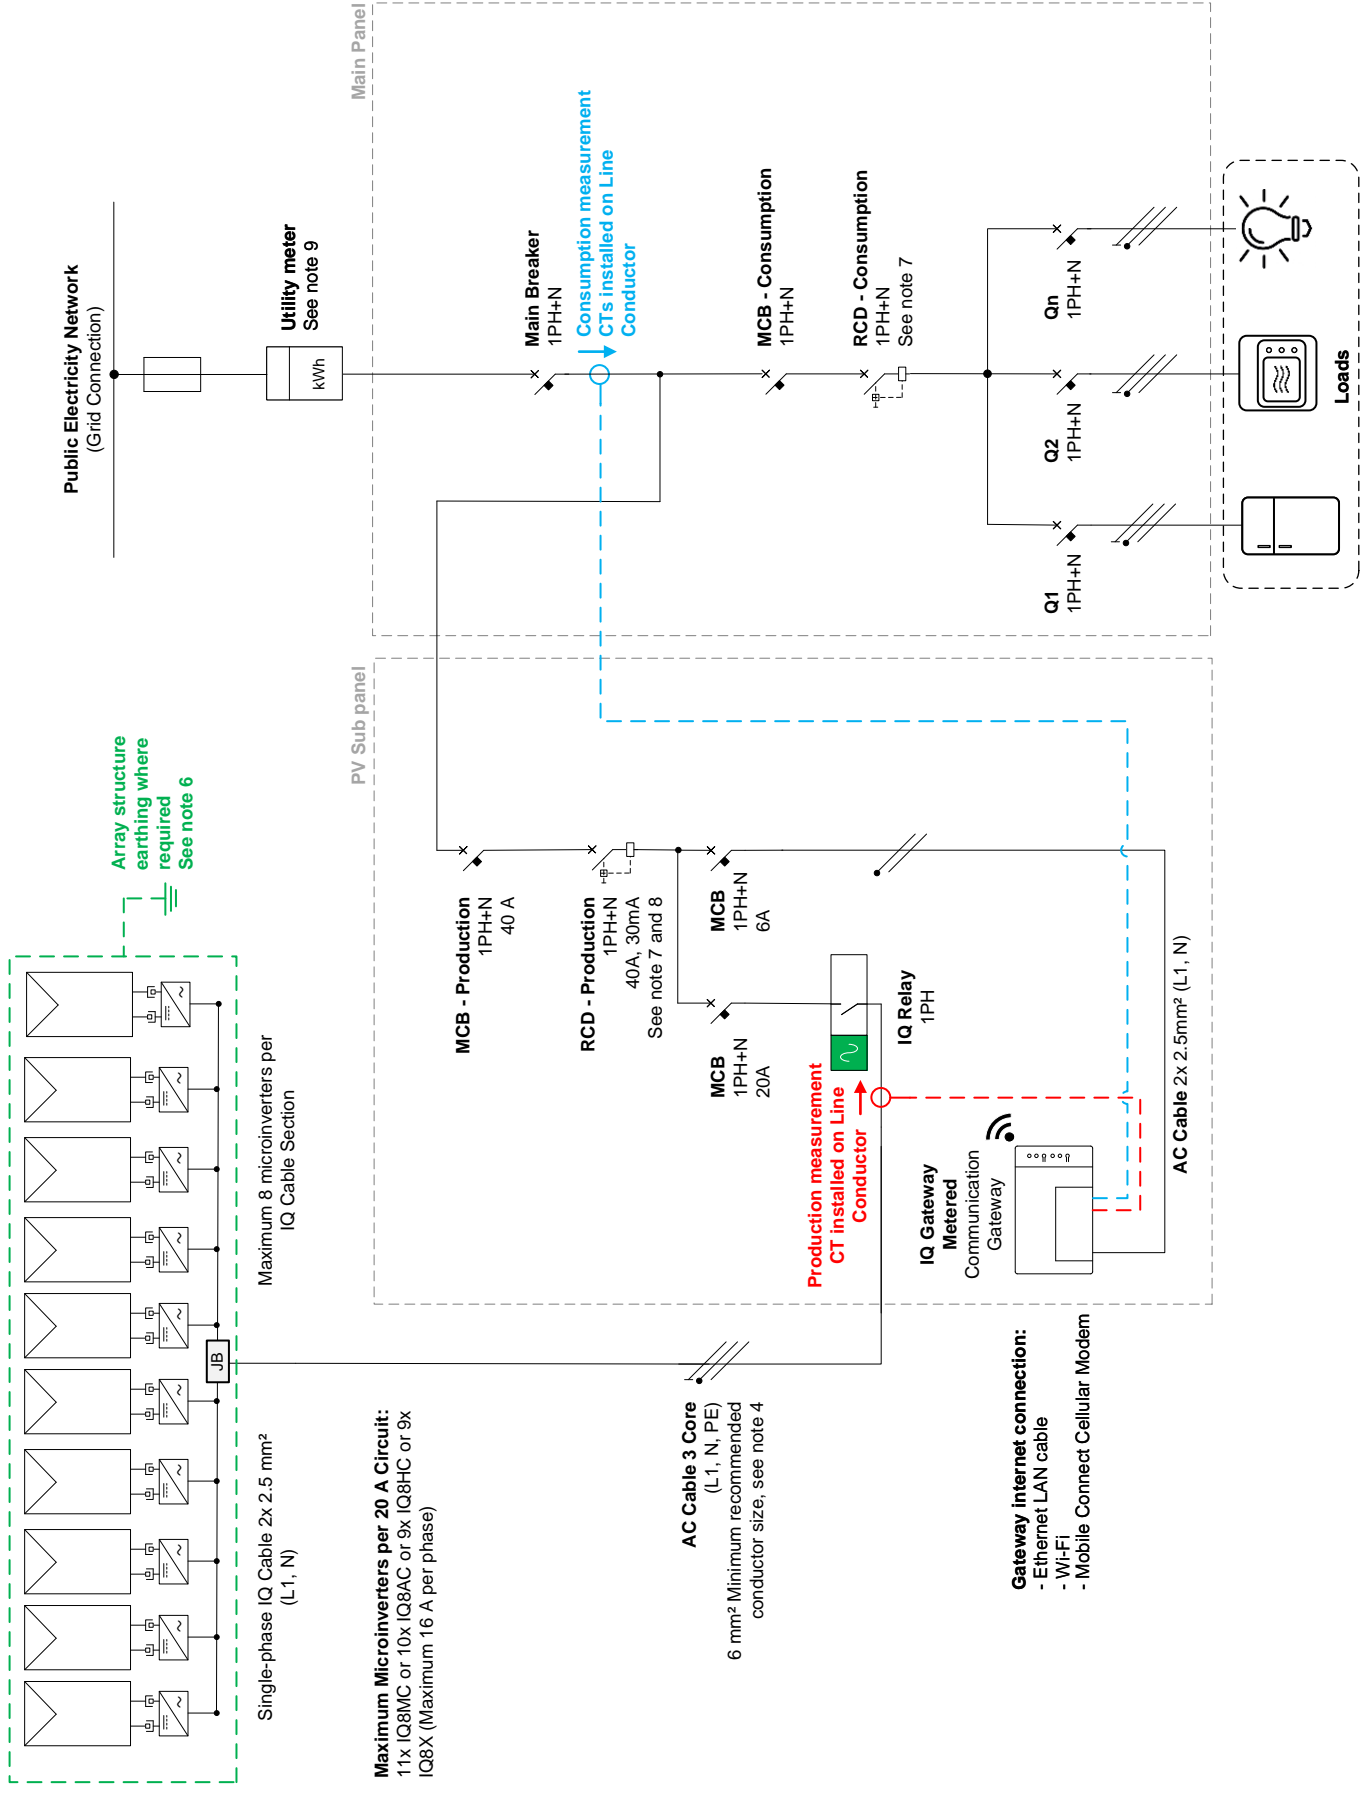 Array structure
earthing where
required
See note 6
Public Electricity Network
(Grid Connection)
Utility meter
See note 9
kWh
Single-phase IQ Cable 2x 2.5 mm²
(L1, N)
JB
Maximum 8 microinverters per
IQ Cable Section
Maximum Microinverters per 20 A Circuit:
11x IQ8MC or 10x IQ8AC or 9x IQ8HC or 9x
IQ8X (Maximum 16 A per phase)
PV Sub panel
Main Panel
MCB - Production
1PH+N
40 A
RCD - Production
1PH+N
40A, 30mA
See note 7 and 8
MCB
1PH+N
20A
MCB
1PH+N
6A
Main Breaker
1PH+N
Consumption measurement
CTs installed on Line
Conductor
MCB - Consumption
1PH+N
RCD - Consumption
1PH+N
See note 7
AC Cable 3 Core
(L1, N, PE)
6 mm² Minimum recommended
conductor size, see note 4
Production measurement
CT installed on Line
Conductor
IQ Relay
1PH
IQ Gateway
Metered
Communication
Gateway
AC Cable 2x 2.5mm² (L1, N)
Gateway internet connection:
- Ethernet LAN cable
- Wi-Fi
- Mobile Connect Cellular Modem
Q1
1PH+N
Q2
1PH+N
Qn
1PH+N
Loads